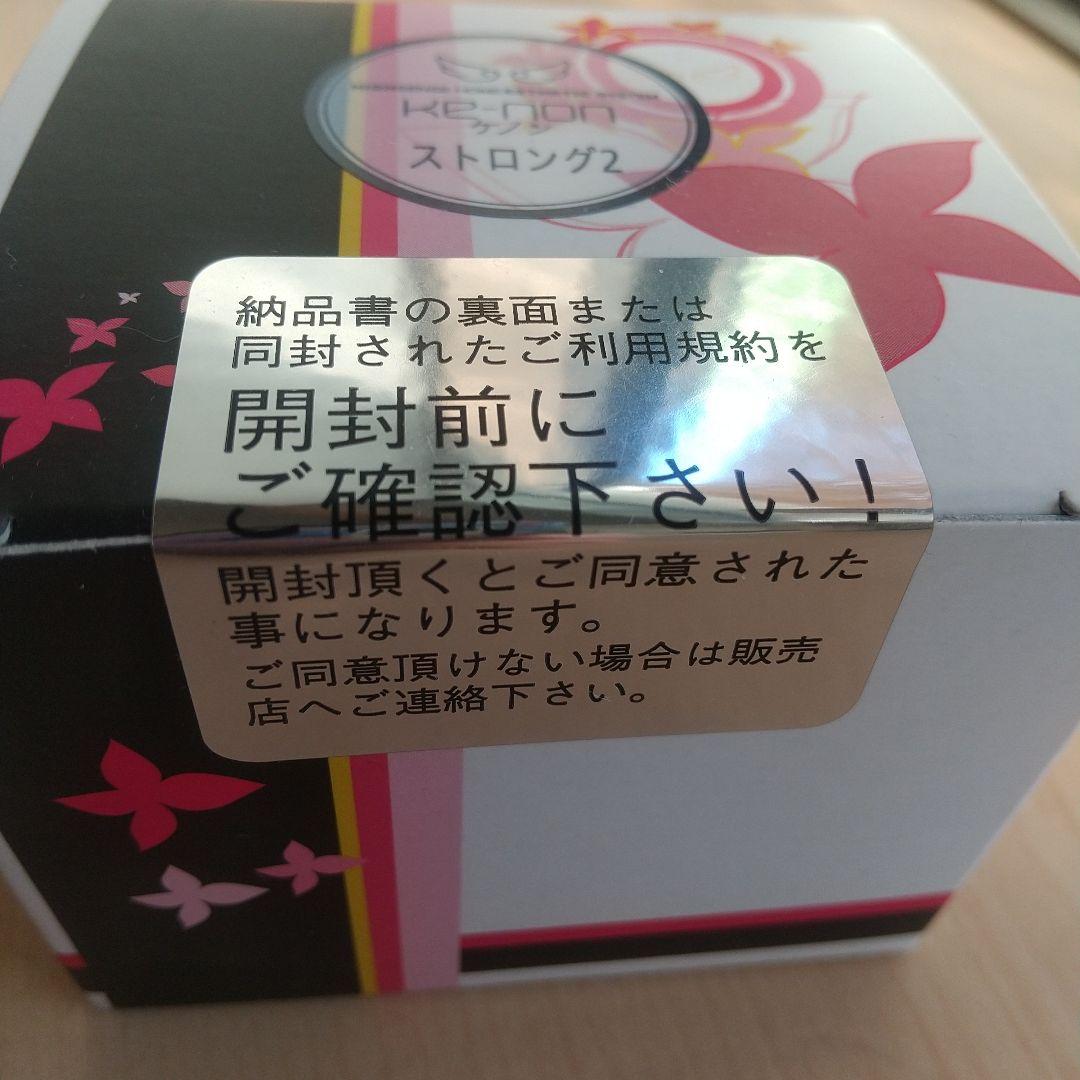 Ke-non
ケノン
ストロング2
納品書の裏面または
同封されたご利用規約を
開封前に
ご確認下さい!
開封頂くとご同意された
事になります。
ご同意頂けない場合は販売
店へご連絡下さい。